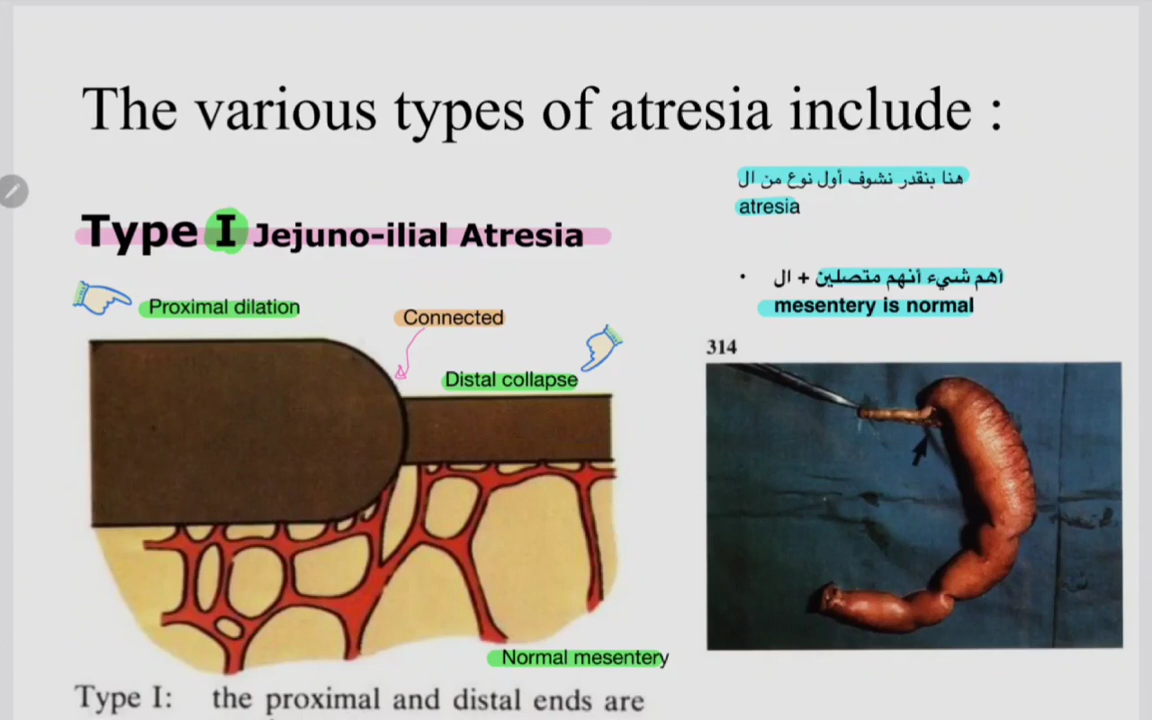 The various types of atresia include :
هنا بنقدر نشوف أول نوع من ال
atresia
Type I Jejuno-ilial Atresia
• أهم شيء أنهم متصلين + ال
mesentery is normal
Proximal dilation
Connected
Distal collapse
314
Normal mesentery
Type I: the proximal and distal ends are